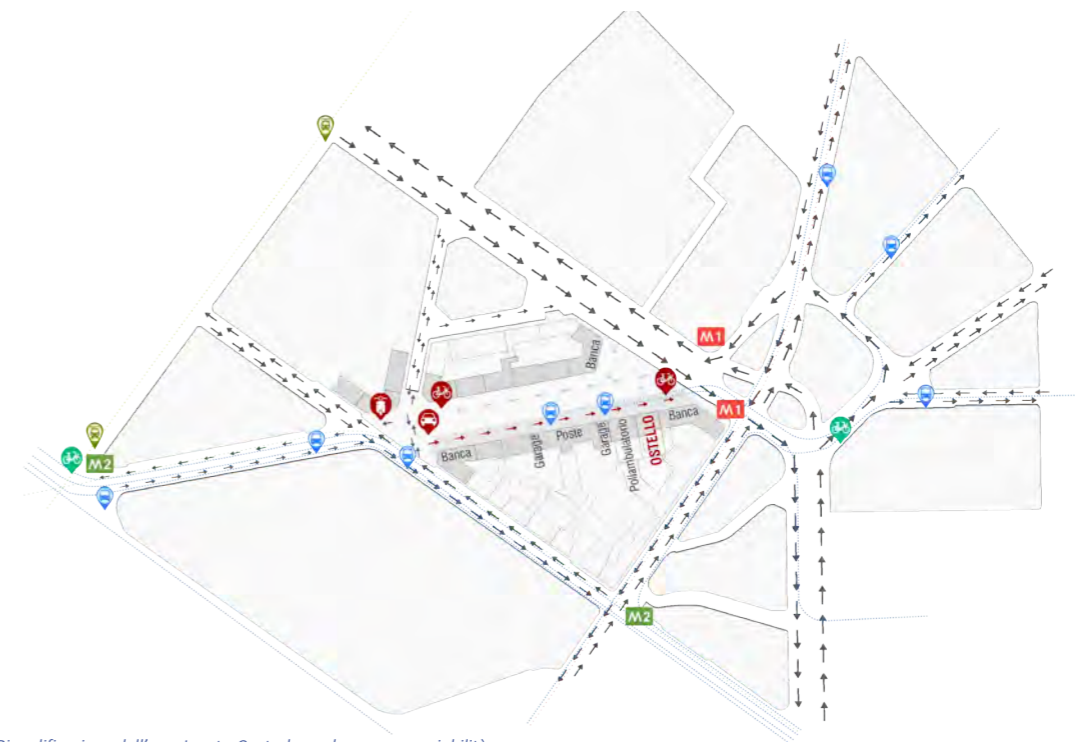 M1
Banca
M1
Banca
OSTELLO
Poliambulatorio
Garage
Poste
Garage
Banca
M2
M2